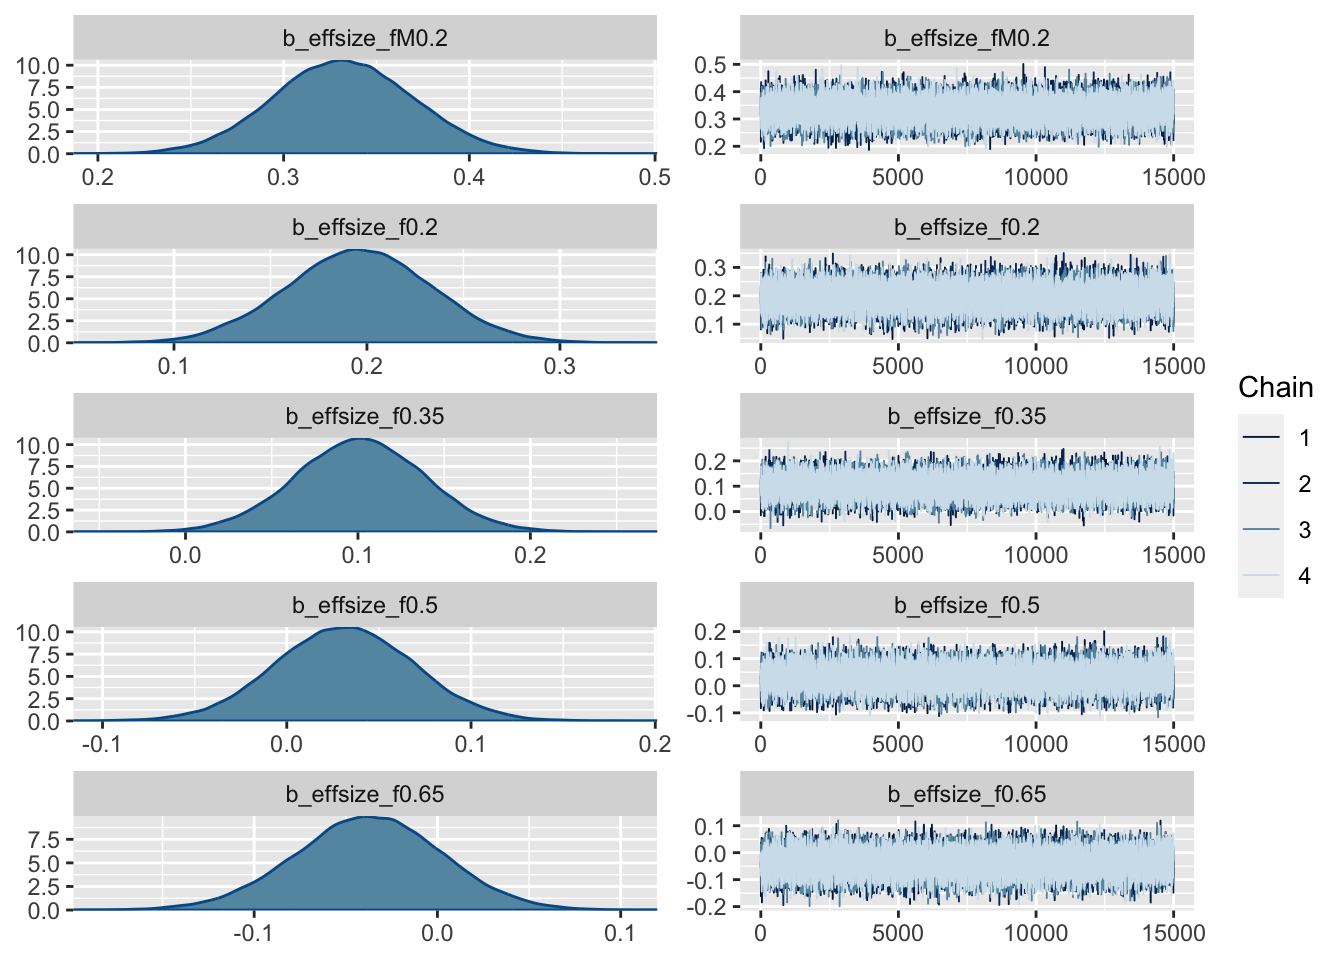 b_effsize_fM0.2
10.0
7.5
5.0
2.5
0.0
0.2 0.3 0.4 0.5
b_effsize_fM0.2
0.5
0.4
0.3
0.2
0 5000 10000 15000
b_effsize_f0.2
10.0
7.5
5.0
2.5
0.0
0.1 0.2 0.3
b_effsize_f0.2
0.3
0.2
0.1
0 5000 10000 15000
b_effsize_f0.35
10.0
7.5
5.0
2.5
0.0
0.0 0.1 0.2
b_effsize_f0.35
0.2
0.1
0.0
0 5000 10000 15000
b_effsize_f0.5
10.0
7.5
5.0
2.5
0.0
-0.1 0.0 0.1 0.2
b_effsize_f0.5
0.2
0.1
0.0
-0.1
0 5000 10000 15000
b_effsize_f0.65
7.5
5.0
2.5
0.0
-0.1 0.0 0.1
b_effsize_f0.65
0.1
0.0
-0.1
-0.2
0 5000 10000 15000
Chain
1
2
3
4